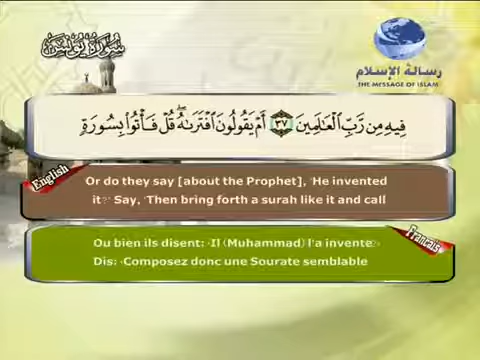 سورة يونس
رسالة الإسلام
THE MESSAGE OF ISLAM
فِيهِ مِن رَّبِّ الْعَالَمِينَ ٣٧ أَمْ يَقُولُونَ افْتَرَاهُ ۖ قُلْ فَأْتُوا بِسُورَةٍ
English
Or do they say [about the Prophet], 'He invented
it?' Say, 'Then bring forth a surah like it and call
Francais
Ou bien ils disent: ‹Il (Muhammad) l'a invente?›
Dis: ‹Composez donc une Sourate semblable